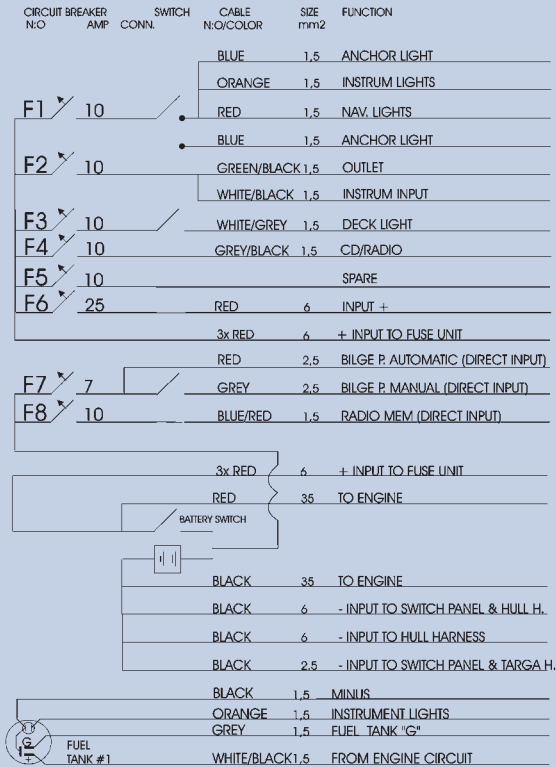 CIRCUIT BREAKER SWITCH CABLE SIZE FUNCTION
N:O AMP CONN. N:O/COLOR mm2
BLUE 1,5 ANCHOR LIGHT
ORANGE 1,5 INSTRUM LIGHTS
F1 10 RED 1,5 NAV. LIGHTS
BLUE 1,5 ANCHOR LIGHT
F2 10 GREEN/BLACK 1,5 OUTLET
WHITE/BLACK 1,5 INSTRUM INPUT
F3 10 WHITE/GREY 1,5 DECK LIGHT
F4 10 GREY/BLACK 1,5 CD/RADIO
F5 10 SPARE
F6 25 RED 6 INPUT +
3x RED 6 + INPUT TO FUSE UNIT
RED 2,5 BILGE P. AUTOMATIC (DIRECT INPUT)
F7 7 GREY 2,5 BILGE P. MANUAL (DIRECT INPUT)
F8 10 BLUE/RED 1,5 RADIO MEM (DIRECT INPUT)
3x RED 6 + INPUT TO FUSE UNIT
RED 35 TO ENGINE
BATTERY SWITCH
BLACK 35 TO ENGINE
BLACK 6 - INPUT TO SWITCH PANEL & HULL H.
BLACK 6 - INPUT TO HULL HARNESS
BLACK 2.5 - INPUT TO SWITCH PANEL & TARGA H.
BLACK 1,5 MINUS
ORANGE 1,5 INSTRUMENT LIGHTS
GREY 1,5 FUEL TANK "G"
G
FUEL
TANK #1 WHITE/BLACK 1,5 FROM ENGINE CIRCUIT